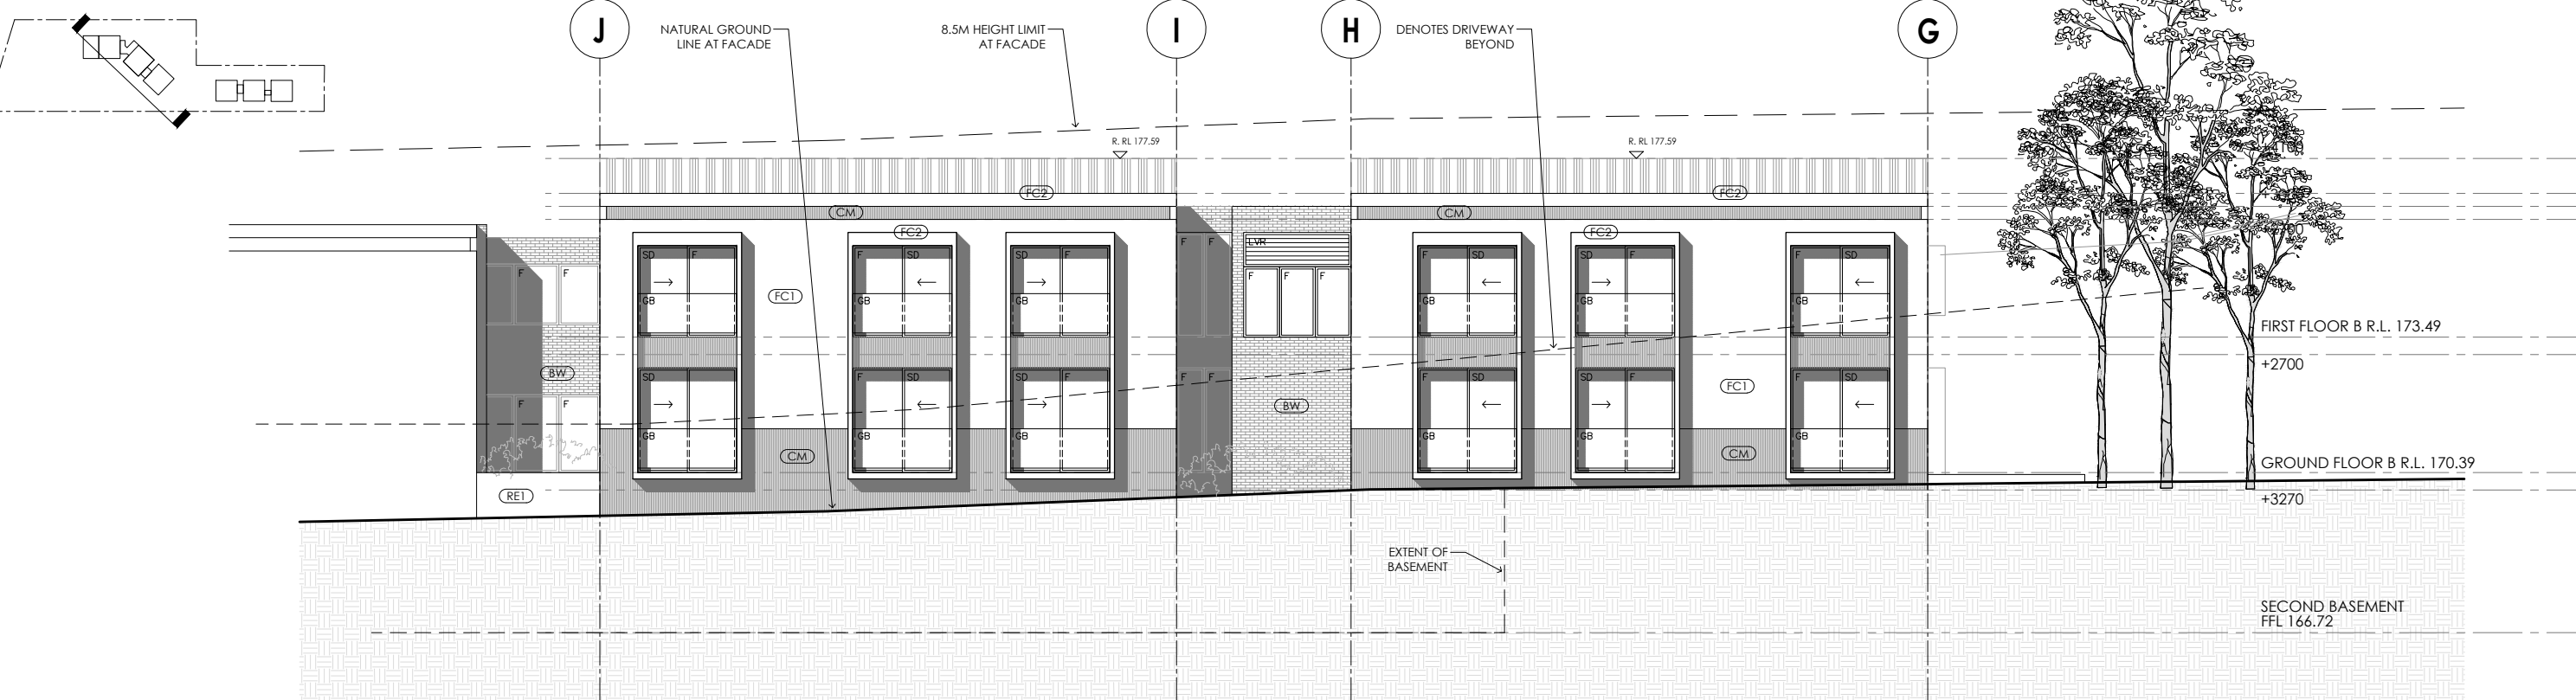 J
NATURAL GROUND
LINE AT FACADE
8.5M HEIGHT LIMIT
AT FACADE
I
H
DENOTES DRIVEWAY
BEYOND
G
R. RL 177.59
R. RL 177.59
FC2
FC2
CM
CM
FC2
FC2
F F
LVR
SD F
F SD
SD F
F SD
SD F
F SD
F F
F F F
FC1
GB
GB
GB
GB
GB
GB
FIRST FLOOR B R.L. 173.49
+2700
BW
SD F
F SD
SD F
F F
F SD
SD F
F SD
FC1
F F
BW
GB
GB
GB
GB
GB
GB
CM
CM
GROUND FLOOR B R.L. 170.39
RE1
+3270
EXTENT OF
BASEMENT
SECOND BASEMENT
FFL 166.72